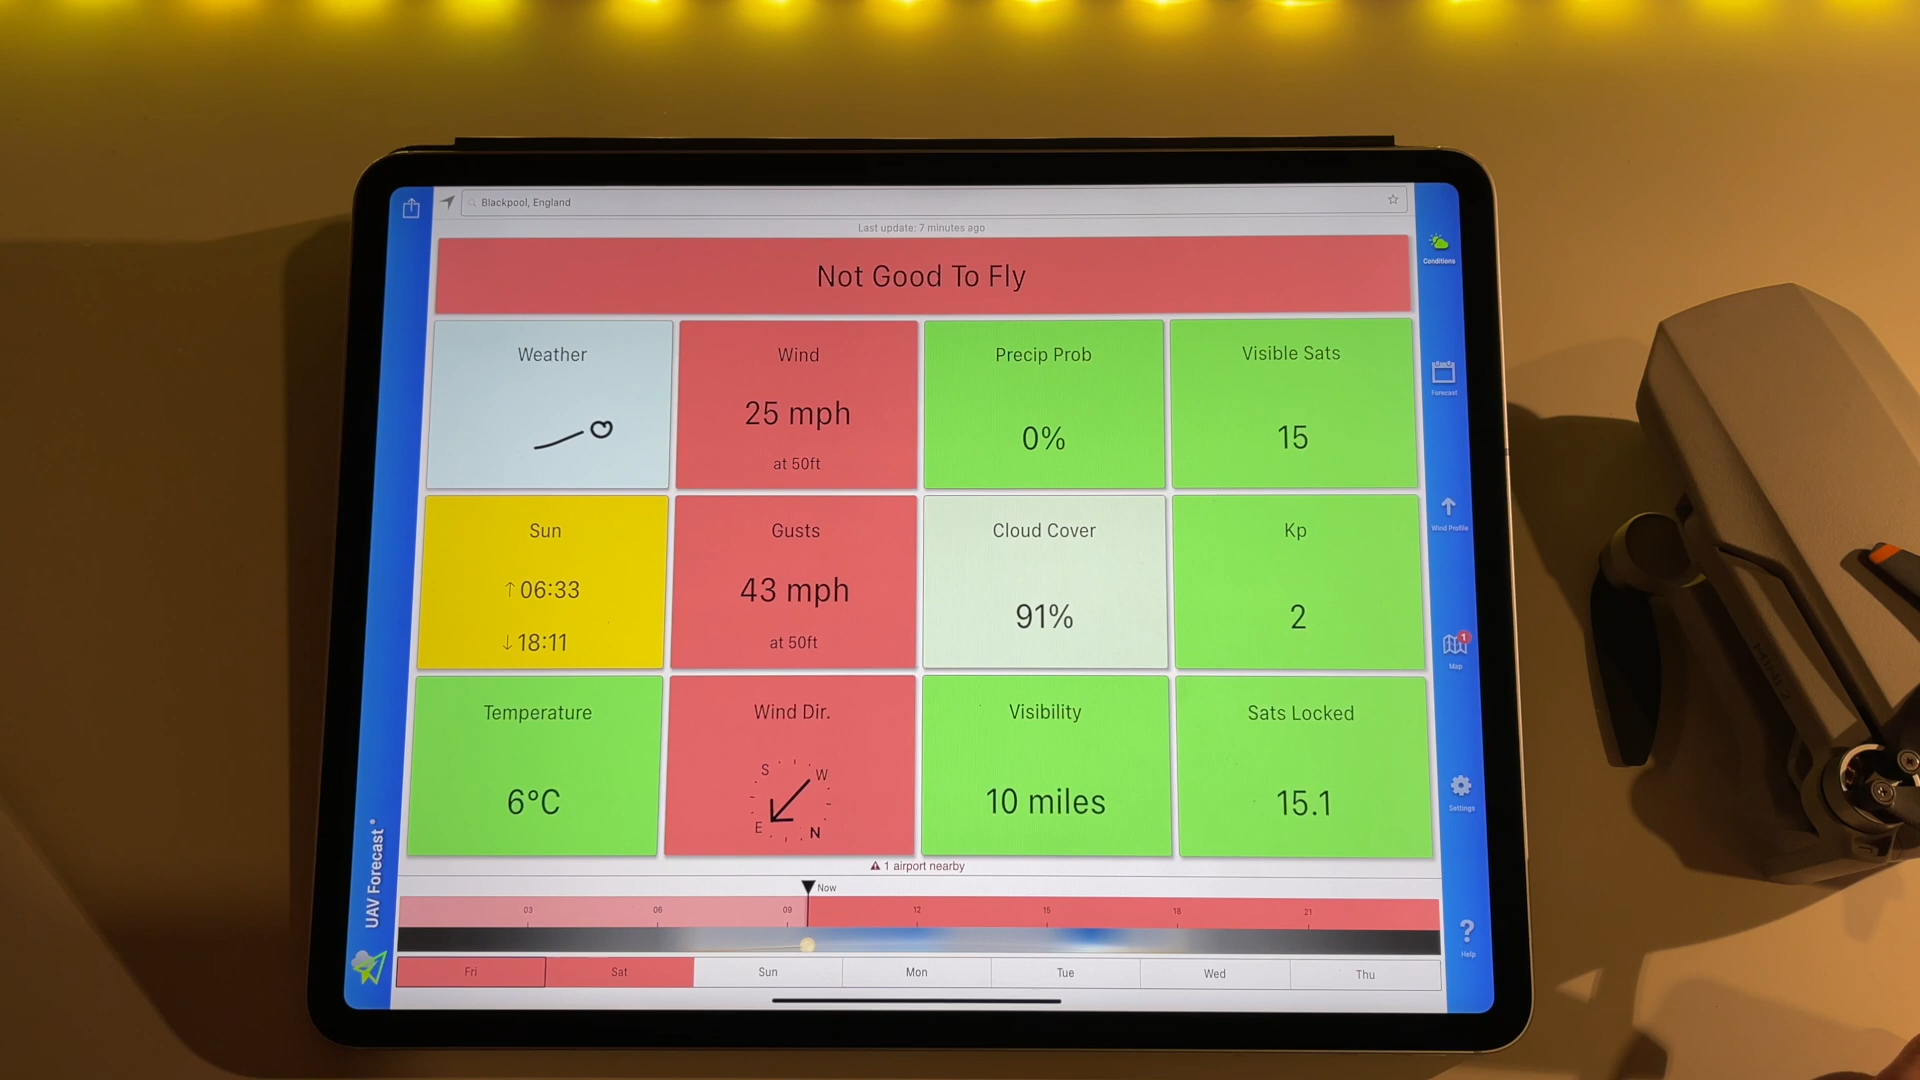 Blackpool, England
Last update: 7 minutes ago
Not Good To Fly
Weather
Wind
25 mph
at 50ft
Precip Prob
0%
Visible Sats
15
Sun
↑06:33
↓18:11
Gusts
43 mph
at 50ft
Cloud Cover
91%
Kp
2
Temperature
6°C
Wind Dir.
S
W
E
N
Visibility
10 miles
Sats Locked
15.1
1 airport nearby
Now
03
06
09
12
15
18
21
Fri
Sat
Sun
Mon
Tue
Wed
Thu
UAV Forecast
Conditions
Forecast
Wind Profile
1
Map
Settings
?
Help
MINI 2